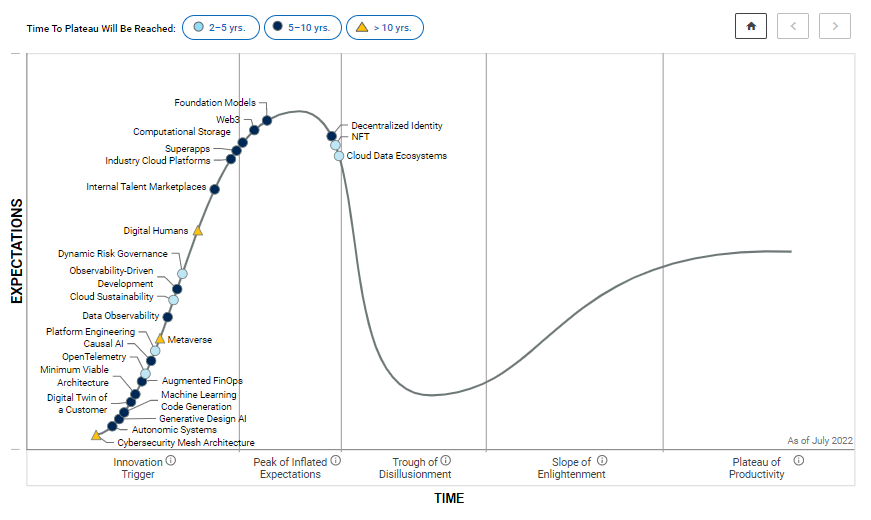 Time To Plateau Will Be Reached:
2–5 yrs.
5–10 yrs.
> 10 yrs.
EXPECTATIONS
Foundation Models
Web3
Computational Storage
Superapps
Industry Cloud Platforms
Internal Talent Marketplaces
Digital Humans
Dynamic Risk Governance
Observability-Driven
Development
Cloud Sustainability
Data Observability
Platform Engineering
Causal AI
OpenTelemetry
Minimum Viable
Architecture
Digital Twin of
a Customer
Decentralized Identity
NFT
Cloud Data Ecosystems
Metaverse
Augmented FinOps
Machine Learning
Code Generation
Generative Design AI
Autonomic Systems
Cybersecurity Mesh Architecture
As of July 2022
Innovation
Trigger
Peak of Inflated
Expectations
Trough of
Disillusionment
Slope of
Enlightenment
Plateau of
Productivity
TIME